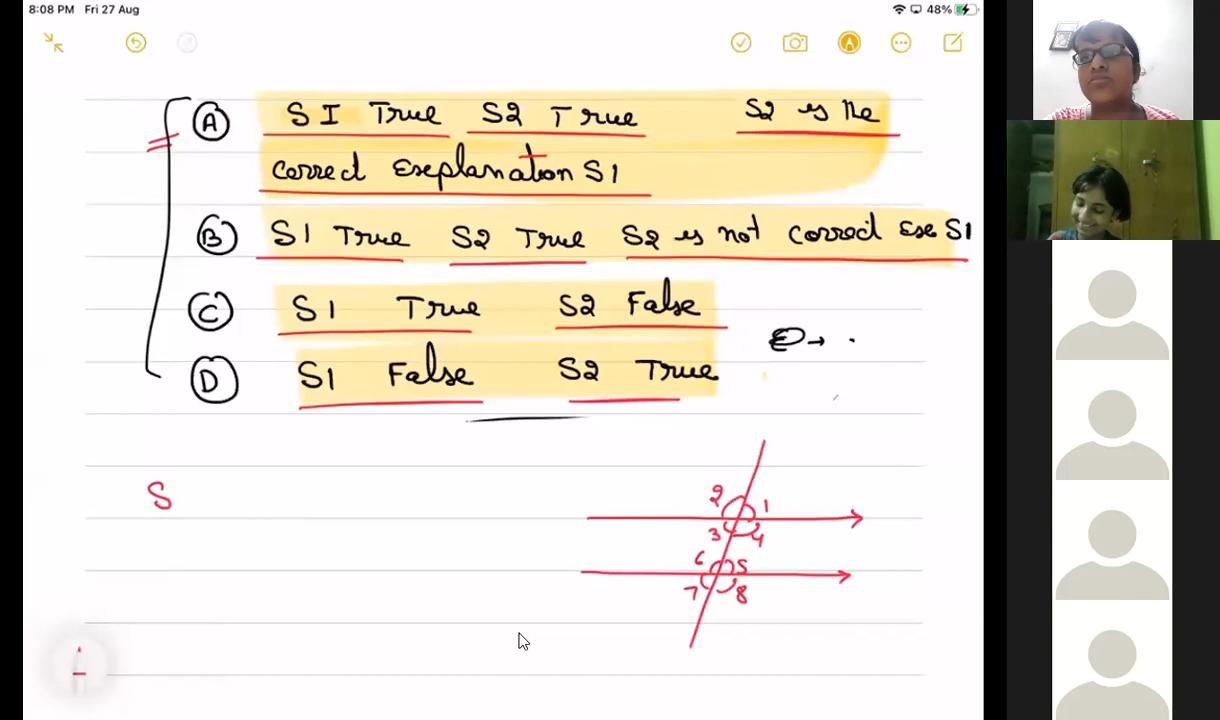 8:08 PM Fri 27 Aug
48%
A S I True S2 True S2 is the
correct Explanation S1
B S1 True S2 True S2 is not correct Exe S1
C S1 True S2 False
E → .
D S1 False S2 True
S
2 1
3 4
6 5
7 8